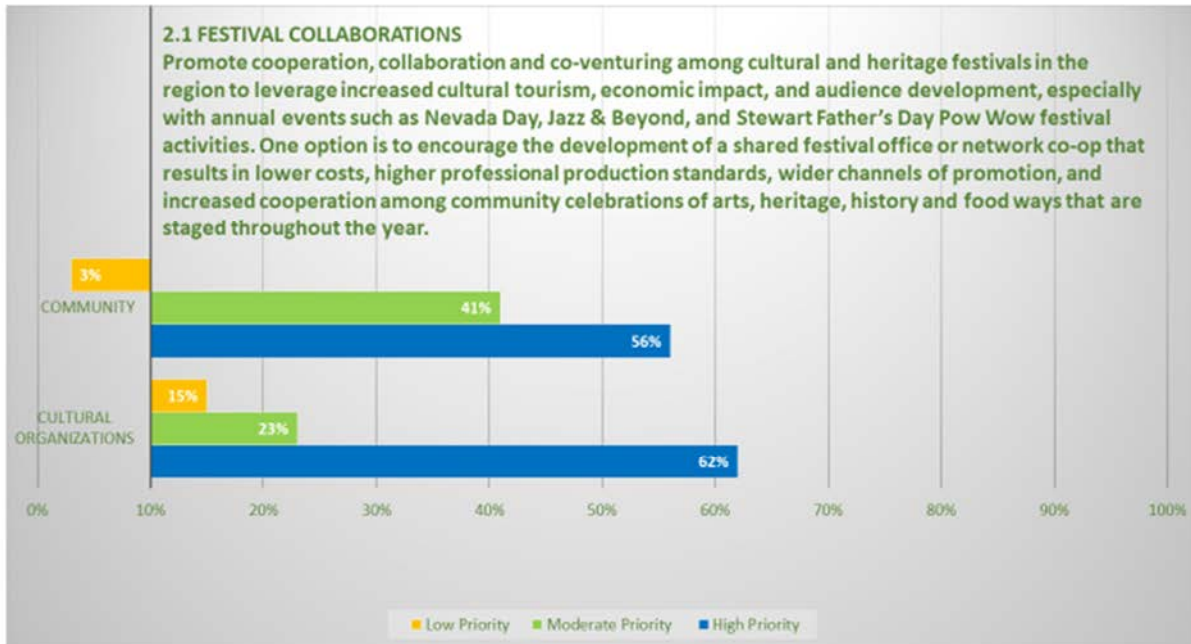 2.1 FESTIVAL COLLABORATIONS
Promote cooperation, collaboration and co-venturing among cultural and heritage festivals in the
region to leverage increased cultural tourism, economic impact, and audience development, especially
with annual events such as Nevada Day, Jazz & Beyond, and Stewart Father's Day Pow Wow festival
activities. One option is to encourage the development of a shared festival office or network co-op that
results in lower costs, higher professional production standards, wider channels of promotion, and
increased cooperation among community celebrations of arts, heritage, history and food ways that are
staged throughout the year.
3%
COMMUNITY
41%
56%
15%
CULTURAL
ORGANIZATIONS
23%
62%
0% 10% 20% 30% 40% 50% 60% 70% 80% 90% 100%
Low Priority Moderate Priority High Priority